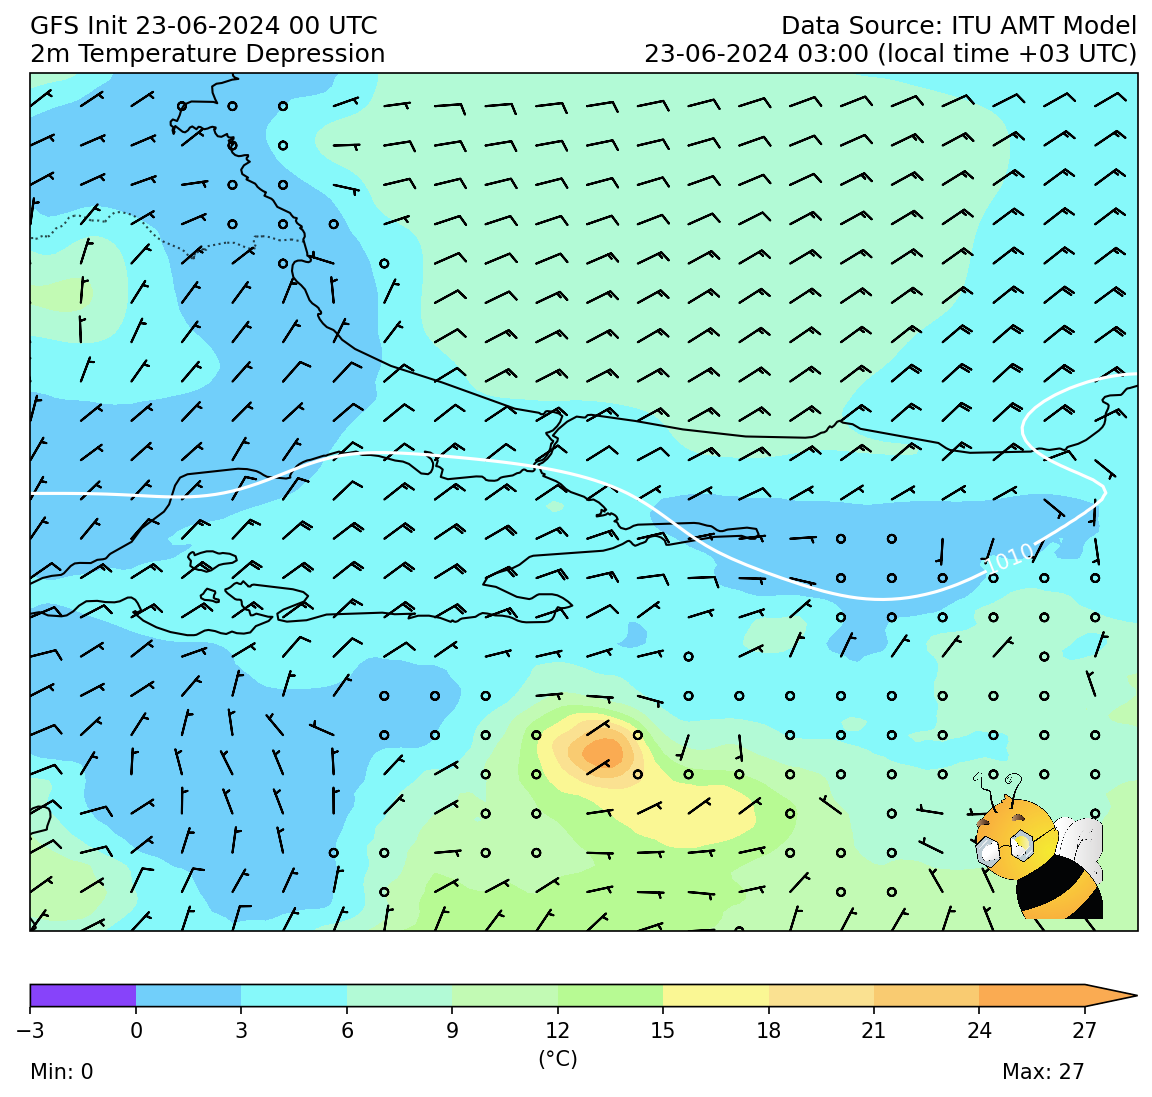 GFS Init 23-06-2024 00 UTC
Data Source: ITU AMT Model
2m Temperature Depression
23-06-2024 03:00 (local time +03 UTC)
1010
−3 0 3 6 9 12 15 18 21 24 27
(°C)
Min: 0
Max: 27